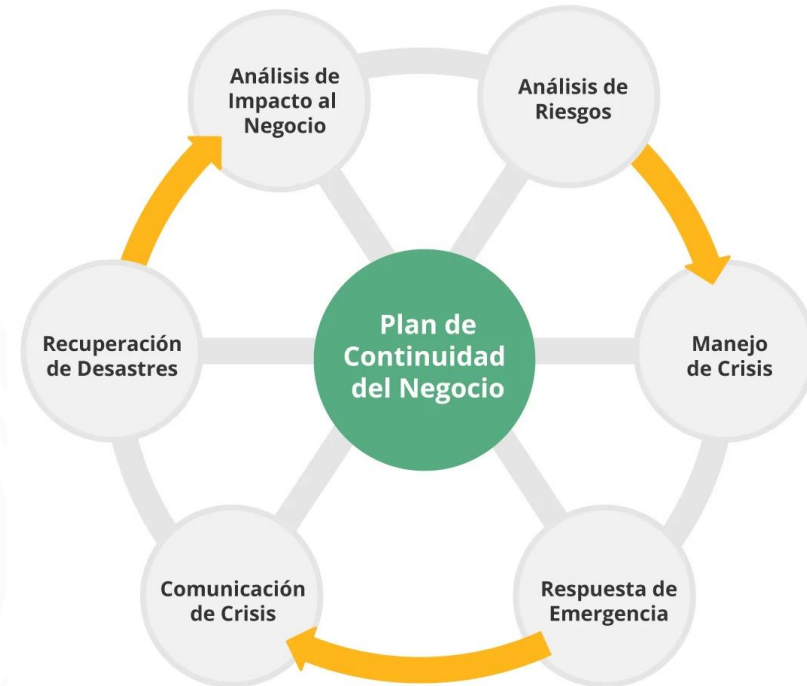 Análisis de
Impacto al
Negocio
Análisis de
Riesgos
Plan de
Continuidad
del Negocio
Recuperación
de Desastres
Manejo
de Crisis
Comunicación
de Crisis
Respuesta de
Emergencia